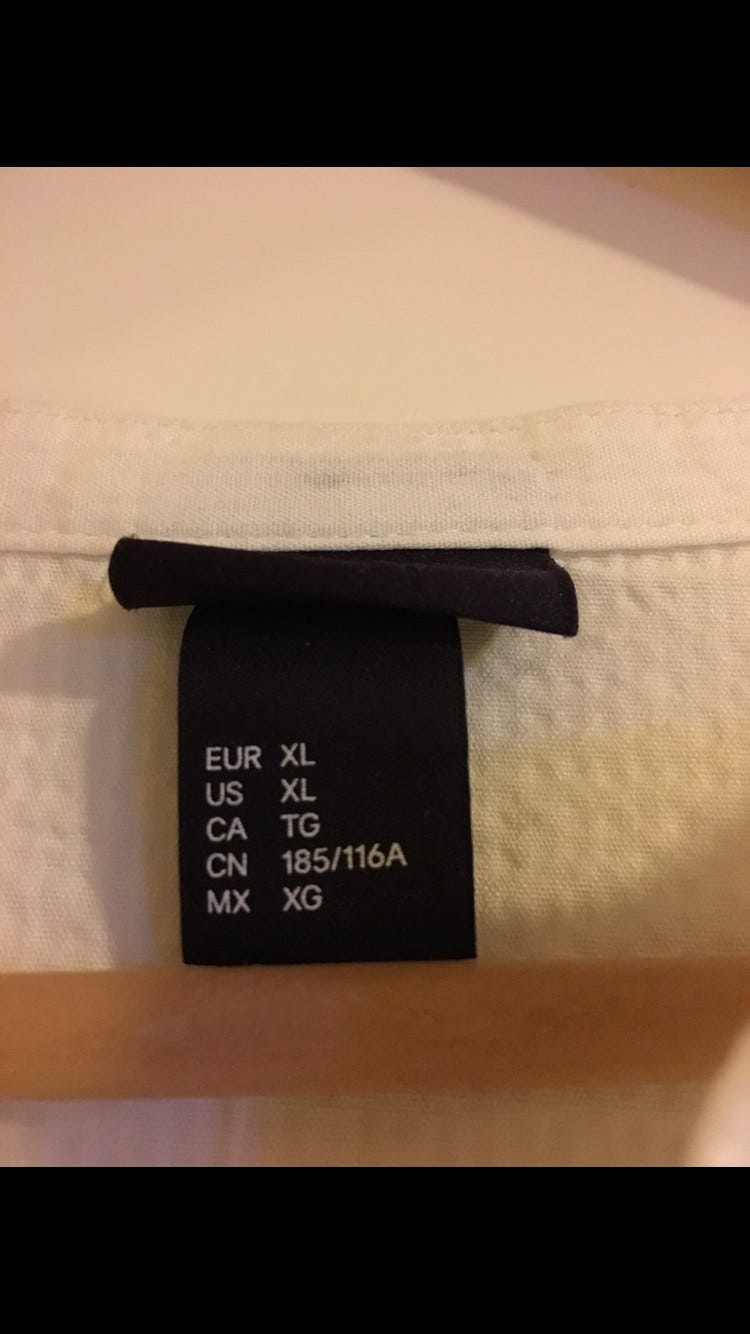 EUR XL
US XL
CA TG
CN 185/116A
MX XG